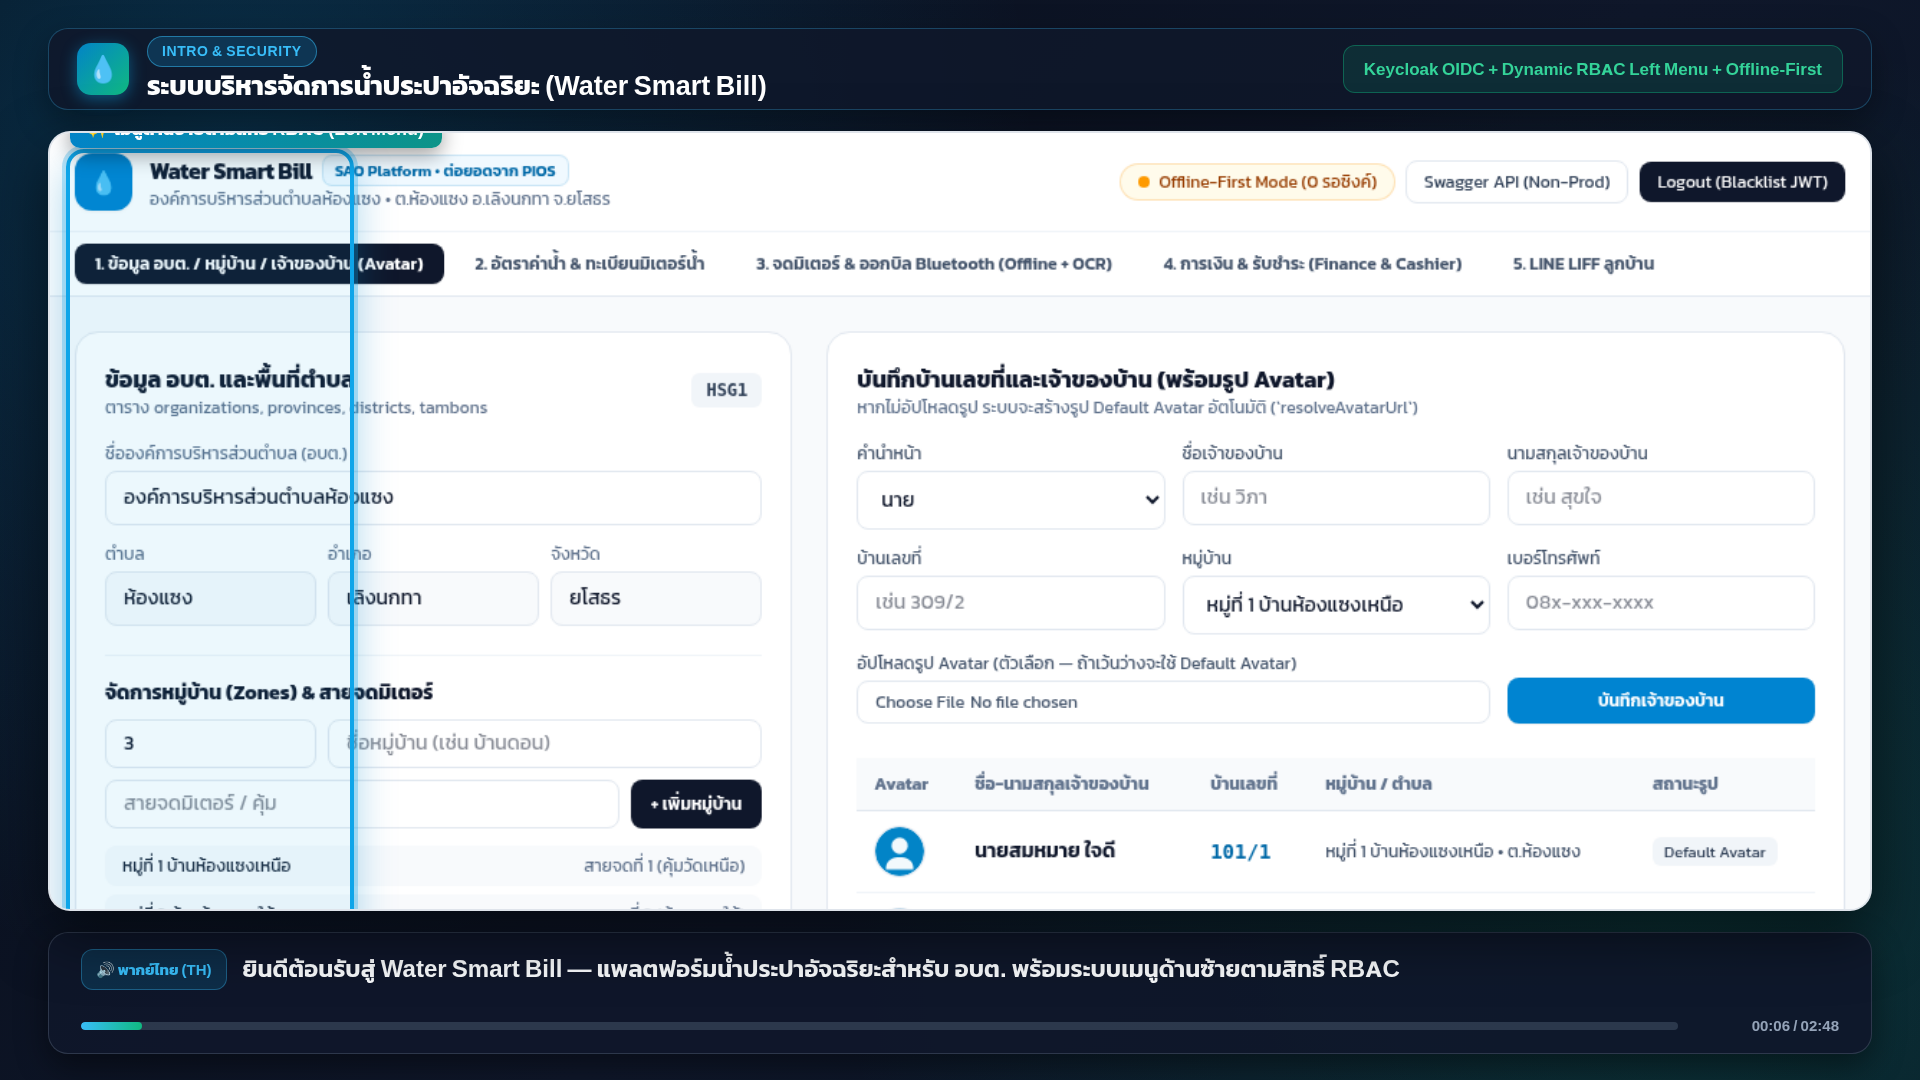 INTRO & SECURITY
ระบบบริหารจัดการน้ำประปาอัจฉริยะ (Water Smart Bill)
Keycloak OIDC + Dynamic RBAC Left Menu + Offline-First
Water Smart Bill
SAO Platform • ต่อยอดจาก PIOS
องค์การบริหารส่วนตำบลห้องแซง • ต.ห้องแซง อ.เลิงนกทา จ.ยโสธร
Offline-First Mode (0 รอซิงค์)
Swagger API (Non-Prod)
Logout (Blacklist JWT)
1. ข้อมูล อบต. / หมู่บ้าน / เจ้าของบ้าน (Avatar)
2. อัตราค่าน้ำ & ทะเบียนมิเตอร์น้ำ
3. จดมิเตอร์ & ออกบิล Bluetooth (Offline + OCR)
4. การเงิน & รับชำระ (Finance & Cashier)
5. LINE LIFF ลูกบ้าน
ข้อมูล อบต. และพื้นที่ตำบล
ตาราง organizations, provinces, districts, tambons
HSG1
ชื่อองค์การบริหารส่วนตำบล (อบต.)
องค์การบริหารส่วนตำบลห้องแซง
ตำบล
อำเภอ
จังหวัด
ห้องแซง
เลิงนกทา
ยโสธร
จัดการหมู่บ้าน (Zones) & สายจดมิเตอร์
3
ชื่อหมู่บ้าน (เช่น บ้านดอน)
สายจดมิเตอร์ / คุ้ม
+ เพิ่มหมู่บ้าน
หมู่ที่ 1 บ้านห้องแซงเหนือ
สายจดที่ 1 (คุ้มวัดเหนือ)
บันทึกบ้านเลขที่และเจ้าของบ้าน (พร้อมรูป Avatar)
หากไม่อัปโหลดรูป ระบบจะสร้างรูป Default Avatar อัตโนมัติ (`resolveAvatarUrl`)
คำนำหน้า
ชื่อเจ้าของบ้าน
นามสกุลเจ้าของบ้าน
นาย
เช่น วิภา
เช่น สุขใจ
บ้านเลขที่
หมู่บ้าน
เบอร์โทรศัพท์
เช่น 309/2
หมู่ที่ 1 บ้านห้องแซงเหนือ
08x-xxx-xxxx
อัปโหลดรูป Avatar (ตัวเลือก — ถ้าเว้นว่างจะใช้ Default Avatar)
Choose File No file chosen
บันทึกเจ้าของบ้าน
Avatar
ชื่อ-นามสกุลเจ้าของบ้าน
บ้านเลขที่
หมู่บ้าน / ตำบล
สถานะรูป
นายสมหมาย ใจดี
101/1
หมู่ที่ 1 บ้านห้องแซงเหนือ • ต.ห้องแซง
Default Avatar
พากย์ไทย (TH)
ยินดีต้อนรับสู่ Water Smart Bill — แพลตฟอร์มน้ำประปาอัจฉริยะสำหรับ อบต. พร้อมระบบเมนูด้านซ้ายตามสิทธิ์ RBAC
00:06 / 02:48